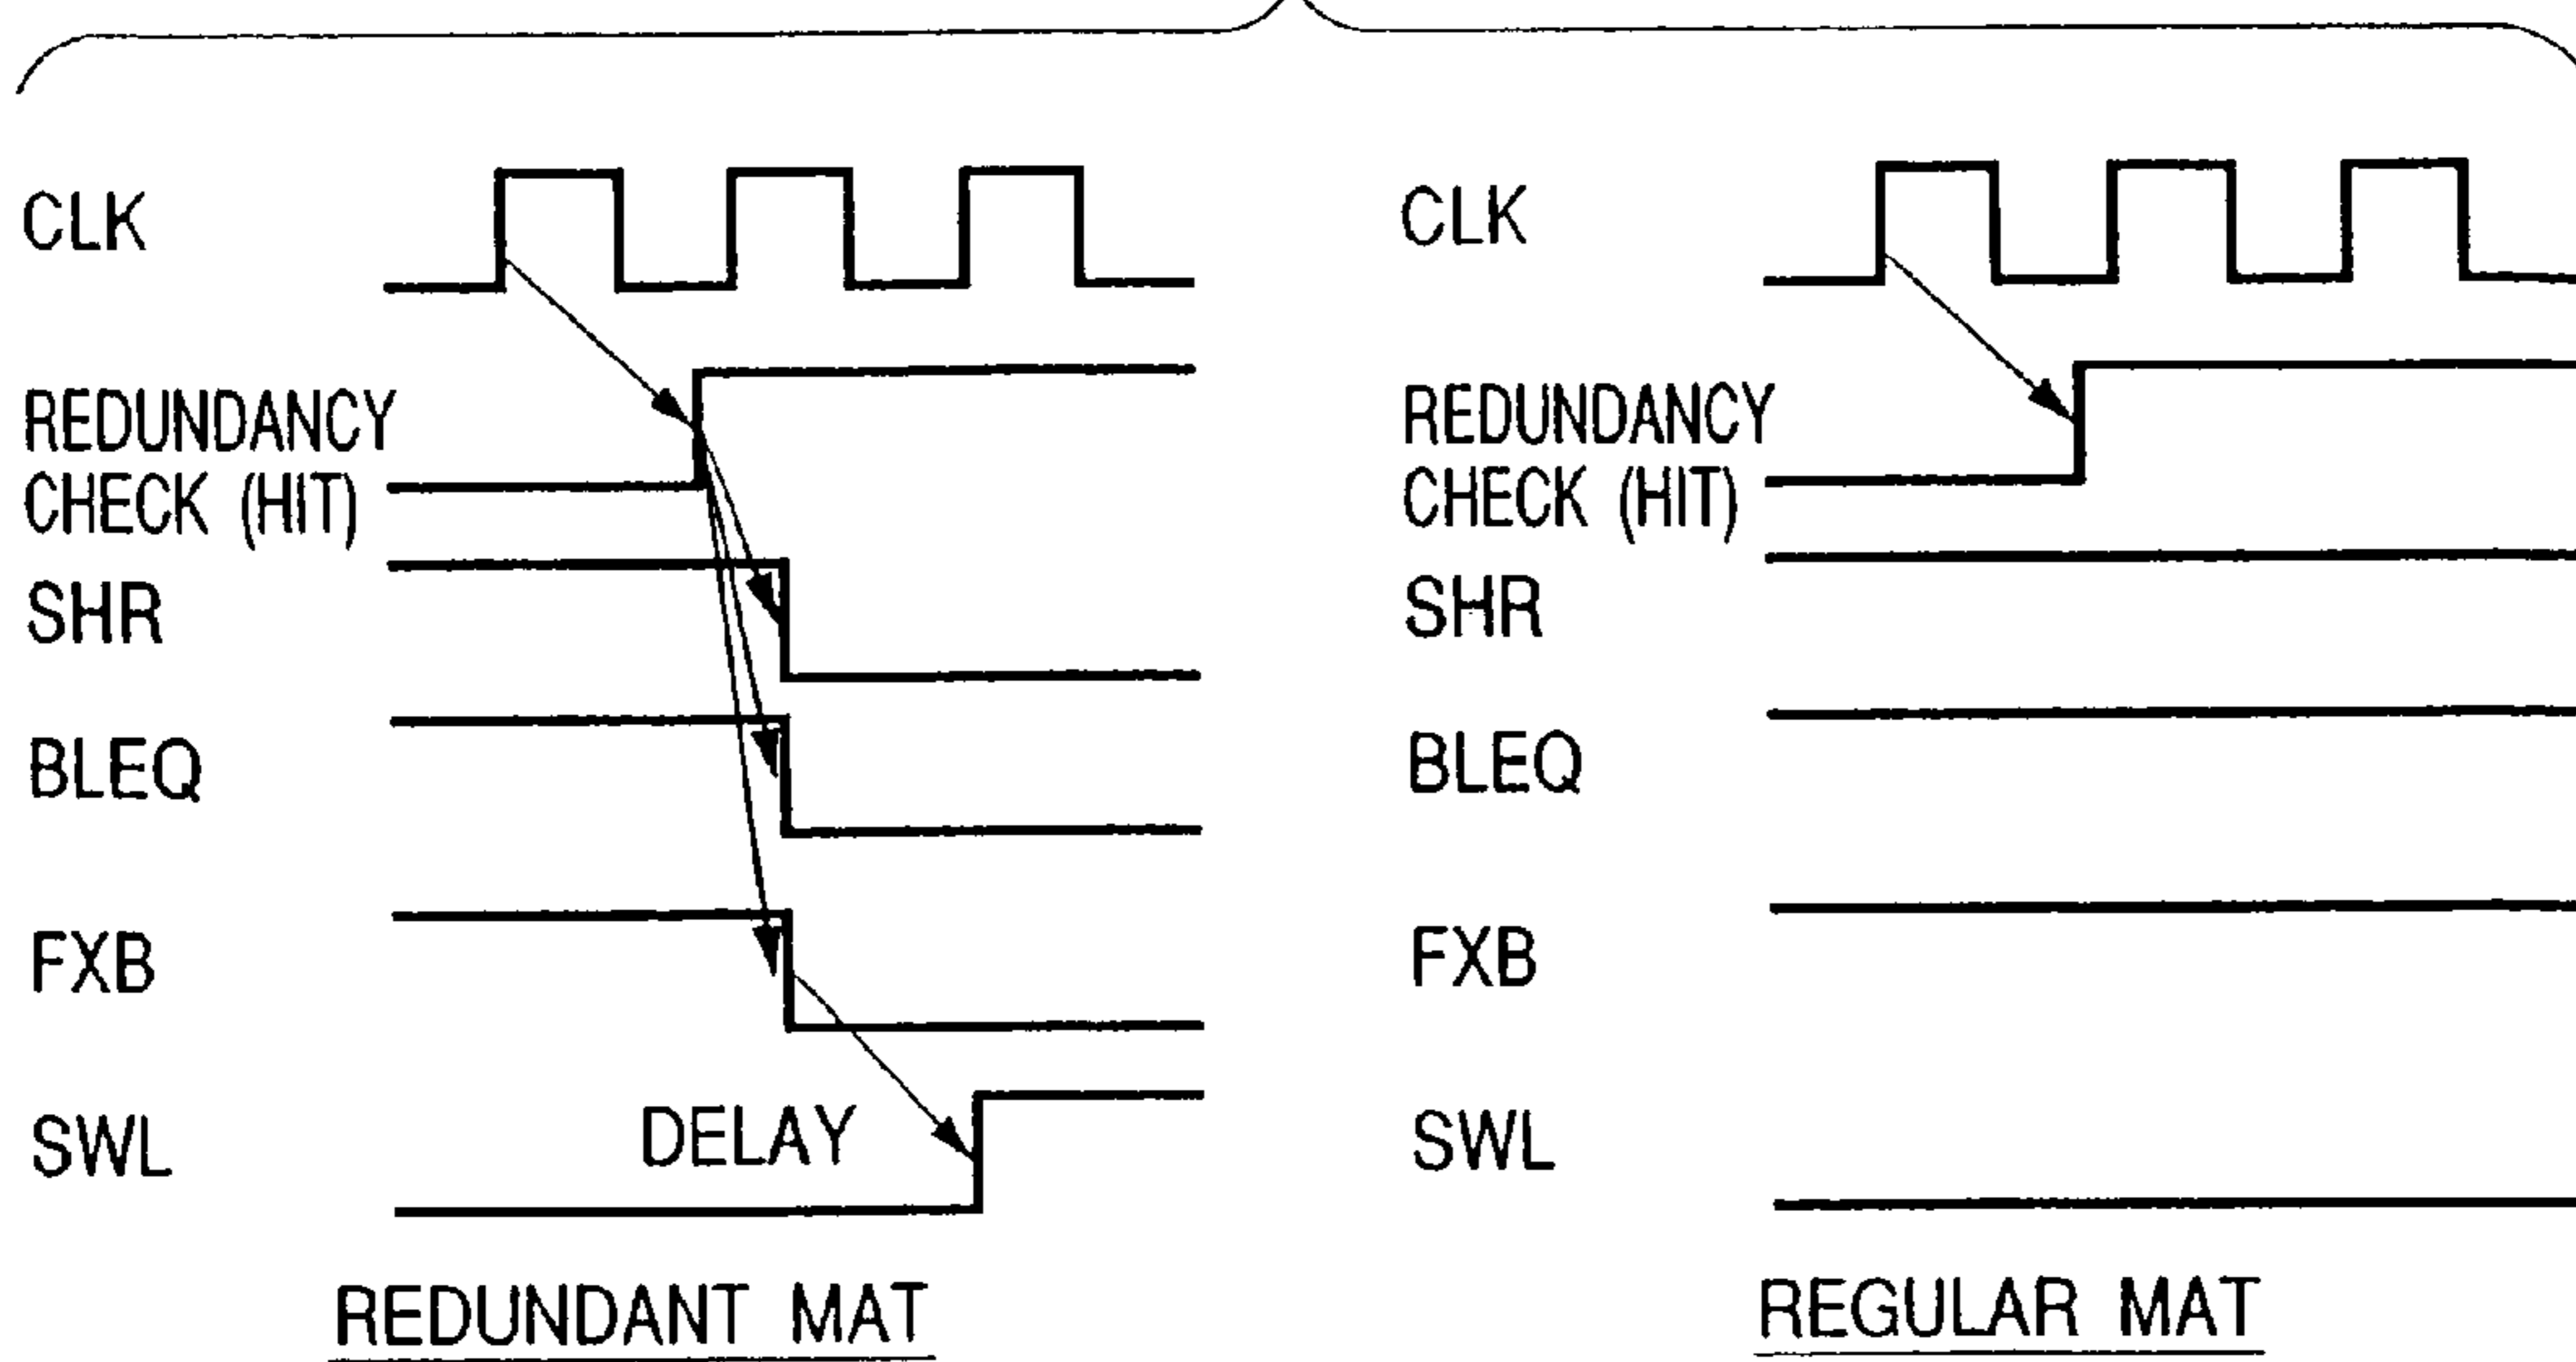 CLK
REDUNDANCY
CHECK (HIT)
SHR
BLEQ
FXB
SWL
DELAY
REDUNDANT MAT
CLK
REDUNDANCY
CHECK (HIT)
SHR
BLEQ
FXB
SWL
REGULAR MAT